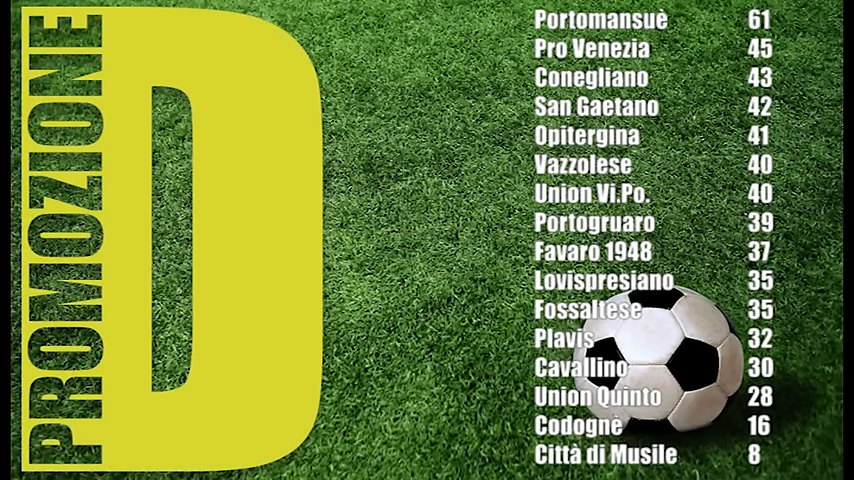 PROMOZIONE
D
Portomansuè 61
Pro Venezia 45
Conegliano 43
San Gaetano 42
Opitergina 41
Vazzolese 40
Union Vi.Po. 40
Portogruaro 39
Favaro 1948 37
Lovispresiano 35
Fossaltese 35
Plavis 32
Cavallino 30
Union Quinto 28
Codognè 16
Città di Musile 8